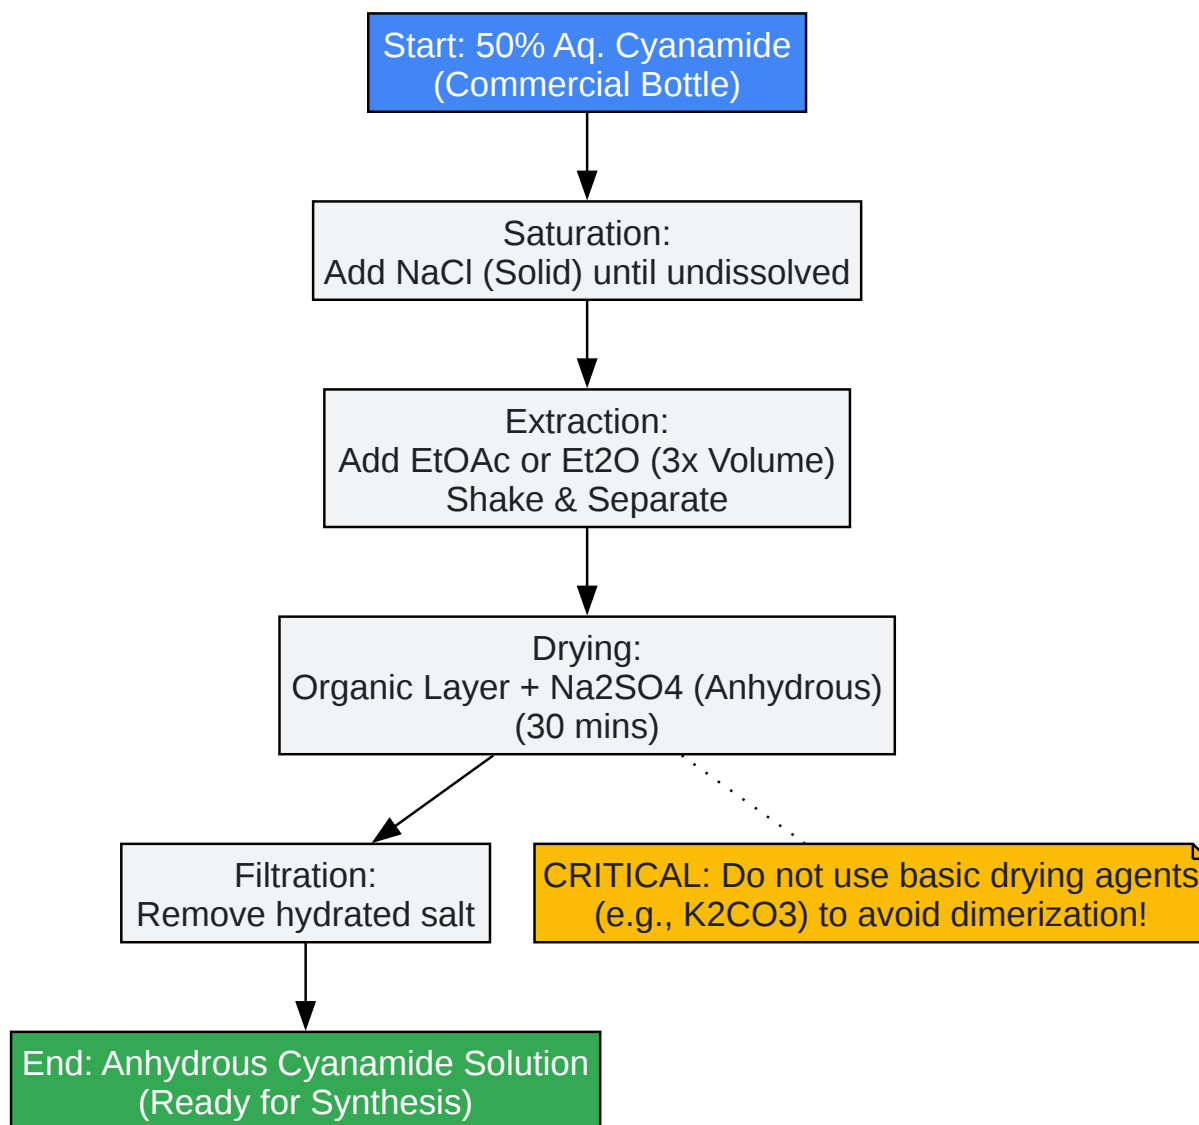 Start: 50% Aq. Cyanamide
(Commercial Bottle)
Saturation:
Add NaCl (Solid) until undissolved
Extraction:
Add EtOAc or Et2O (3x Volume)
Shake & Separate
Drying:
Organic Layer + Na2SO4 (Anhydrous)
(30 mins)
Filtration:
Remove hydrated salt
CRITICAL: Do not use basic drying agents
(e.g., K2CO3) to avoid dimerization!
End: Anhydrous Cyanamide Solution
(Ready for Synthesis)